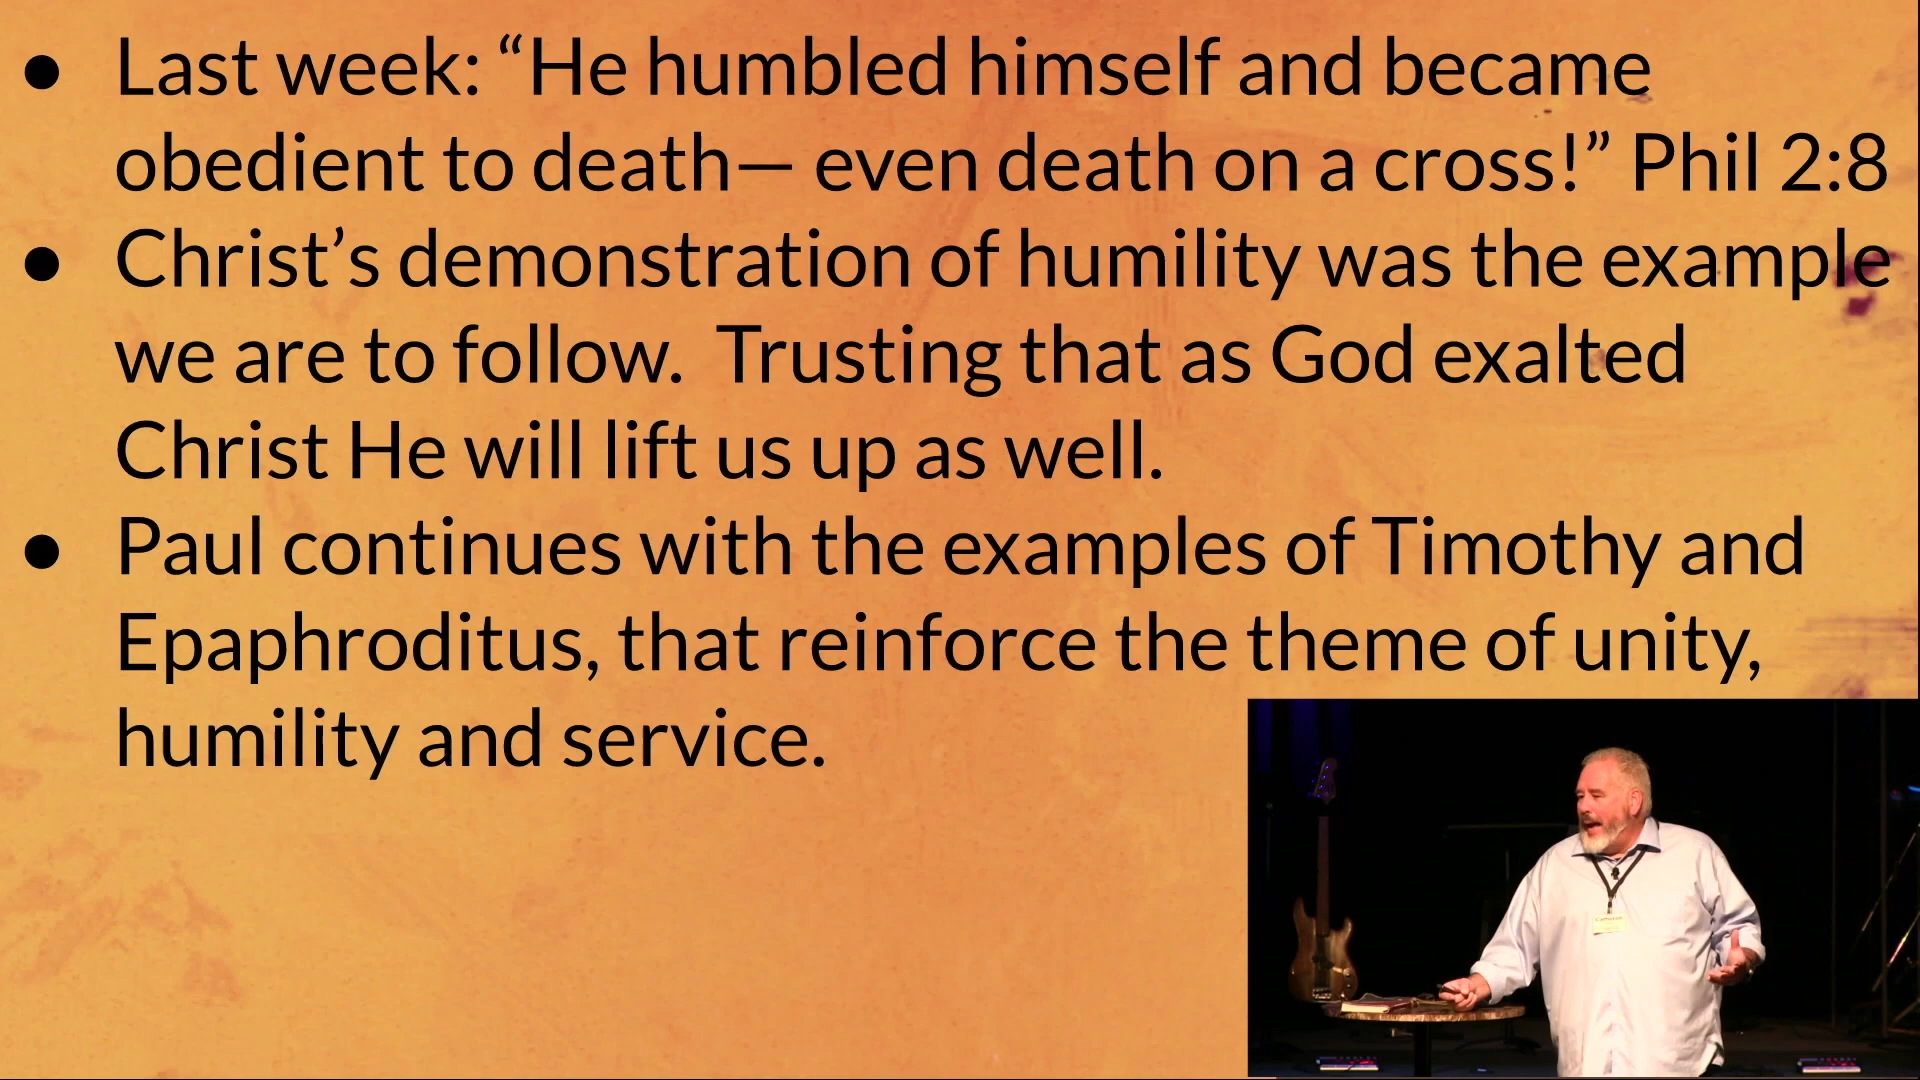 ● Last week: “He humbled himself and became
obedient to death— even death on a cross!” Phil 2:8
● Christ’s demonstration of humility was the example
we are to follow.  Trusting that as God exalted
Christ He will lift us up as well.
● Paul continues with the examples of Timothy and
Epaphroditus, that reinforce the theme of unity,
humility and service.